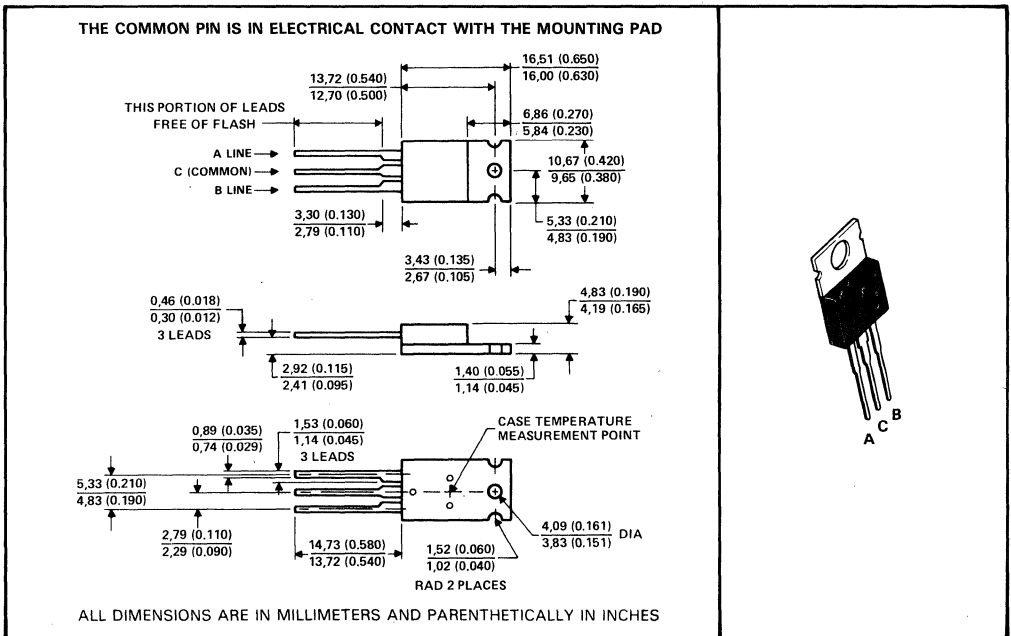 THE COMMON PIN IS IN ELECTRICAL CONTACT WITH THE MOUNTING PAD
16,51 (0.650)
16,00 (0.630)
13,72 (0.540)
12,70 (0.500)
THIS PORTION OF LEADS
FREE OF FLASH
6,86 (0.270)
5,84 (0.230)
A LINE
C (COMMON)
B LINE
10,67 (0.420)
9,65 (0.380)
3,30 (0.130)
2,79 (0.110)
5,33 (0.210)
4,83 (0.190)
3,43 (0.135)
2,67 (0.105)
0,46 (0.018)
0,30 (0.012)
3 LEADS
4,83 (0.190)
4,19 (0.165)
2,92 (0.115)
2,41 (0.095)
1,40 (0.055)
1,14 (0.045)
0,89 (0.035)
0,74 (0.029)
1,53 (0.060)
1,14 (0.045)
3 LEADS
CASE TEMPERATURE
MEASUREMENT POINT
5,33 (0.210)
4,83 (0.190)
2,79 (0.110)
2,29 (0.090)
14,73 (0.580)
13,72 (0.540)
1,52 (0.060)
1,02 (0.040)
RAD 2 PLACES
4,09 (0.161)
3,83 (0.151)
DIA
ALL DIMENSIONS ARE IN MILLIMETERS AND PARENTHETICALLY IN INCHES
A
C
B